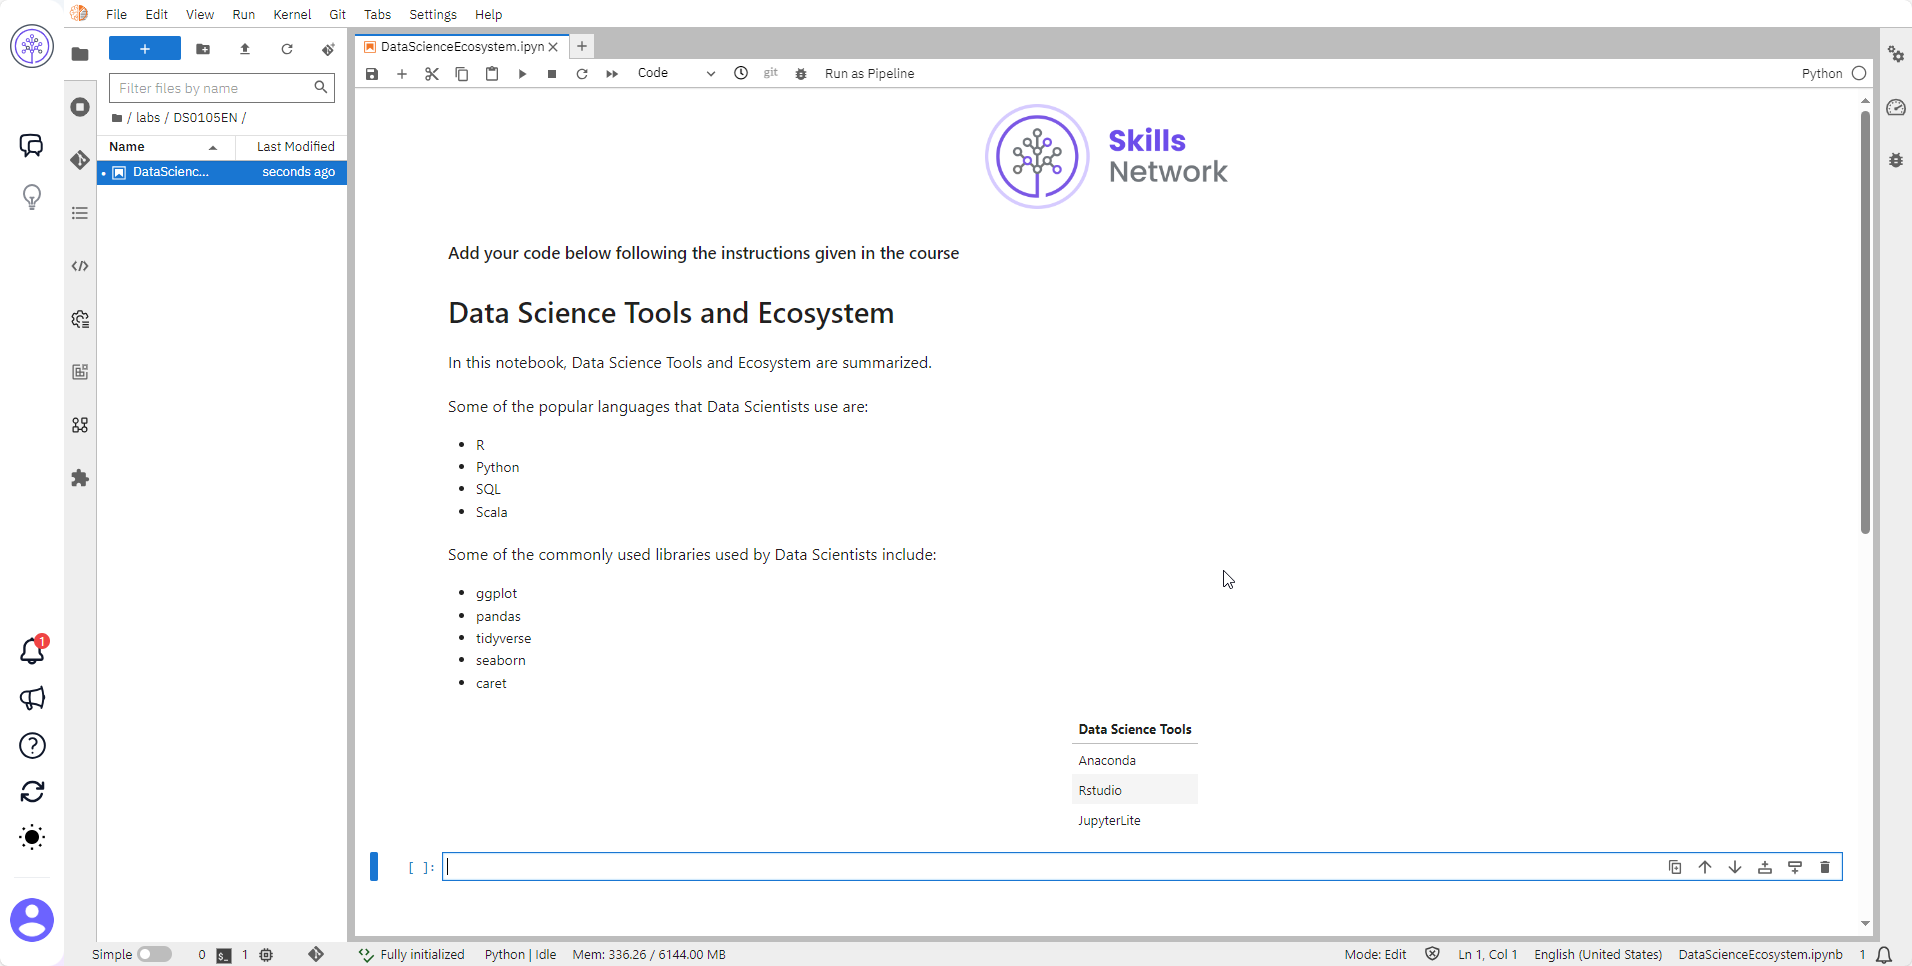 File Edit View Run Kernel Git Tabs Settings Help
+
DataScienceEcosystem.ipyn
+
Code
git
Run as Pipeline
Python
Filter files by name
/ labs / DS0105EN /
Name Last Modified
DataScienc... seconds ago
Skills
Network
Add your code below following the instructions given in the course
Data Science Tools and Ecosystem
In this notebook, Data Science Tools and Ecosystem are summarized.
Some of the popular languages that Data Scientists use are:
• R
• Python
• SQL
• Scala
Some of the commonly used libraries used by Data Scientists include:
• ggplot
• pandas
• tidyverse
• seaborn
• caret
Data Science Tools
Anaconda
Rstudio
JupyterLite
[ ]:
1
Simple 0 $_ 1 Fully initialized Python | Idle Mem: 336.26 / 6144.00 MB Mode: Edit Ln 1, Col 1 English (United States) DataScienceEcosystem.ipynb 1